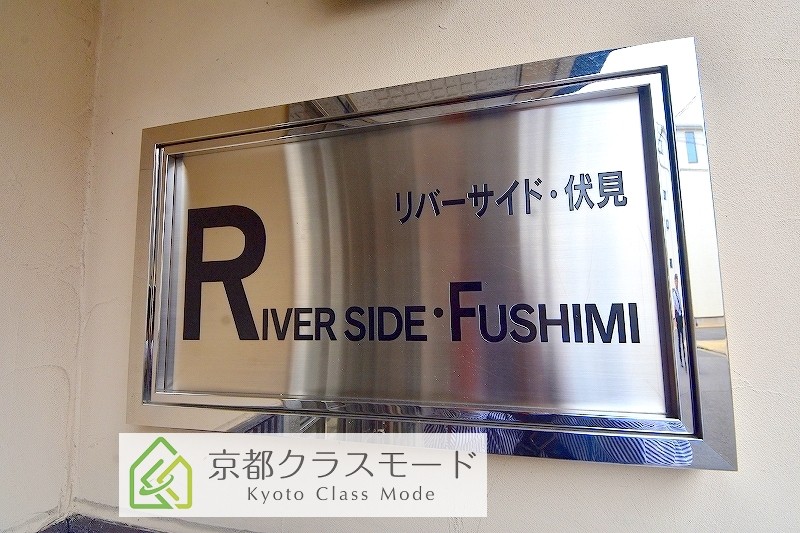 リバーサイド・伏見
RIVER SIDE・FUSHIMI
京都クラスモード
Kyoto Class Mode